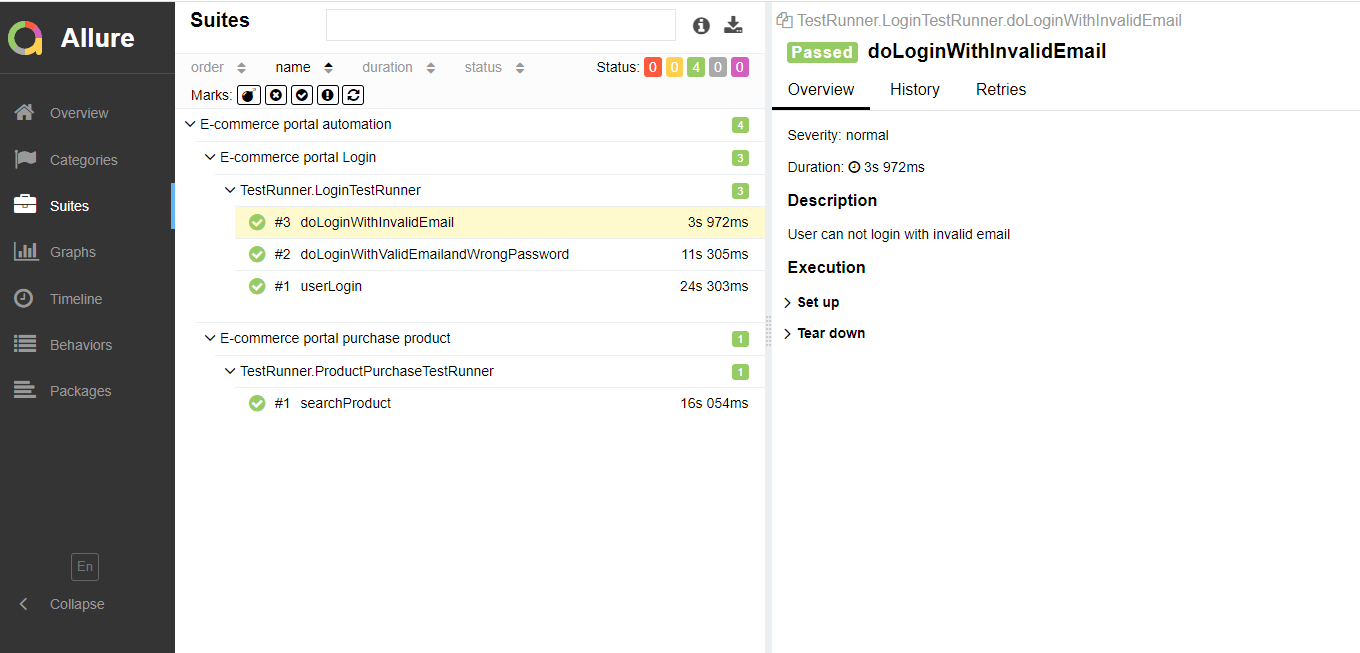 Allure
Overview
Categories
Suites
Graphs
Timeline
Behaviors
Packages
En
Collapse
Suites
order name duration status Status: 0 0 4 0 0
Marks:
E-commerce portal automation 4
E-commerce portal Login 3
TestRunner.LoginTestRunner 3
#3 doLoginWithInvalidEmail 3s 972ms
#2 doLoginWithValidEmailandWrongPassword 11s 305ms
#1 userLogin 24s 303ms
E-commerce portal purchase product 1
TestRunner.ProductPurchaseTestRunner 1
#1 searchProduct 16s 054ms
TestRunner.LoginTestRunner.doLoginWithInvalidEmail
Passed doLoginWithInvalidEmail
Overview History Retries
Severity: normal
Duration: 3s 972ms
Description
User can not login with invalid email
Execution
Set up
Tear down